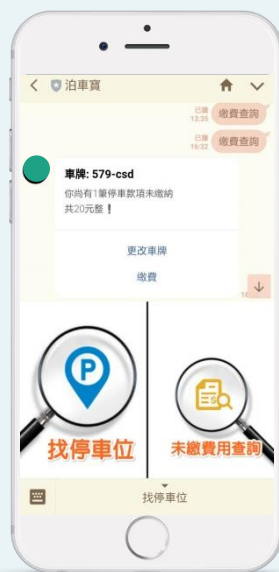 泊車寶
已讀
13:35
繳費查詢
已讀
16:32
繳費查詢
車牌: 579-csd
你尚有1筆停車款項未繳納
共20元整！
更改車牌
繳費
P
找停車位
$
未繳費用查詢
找停車位